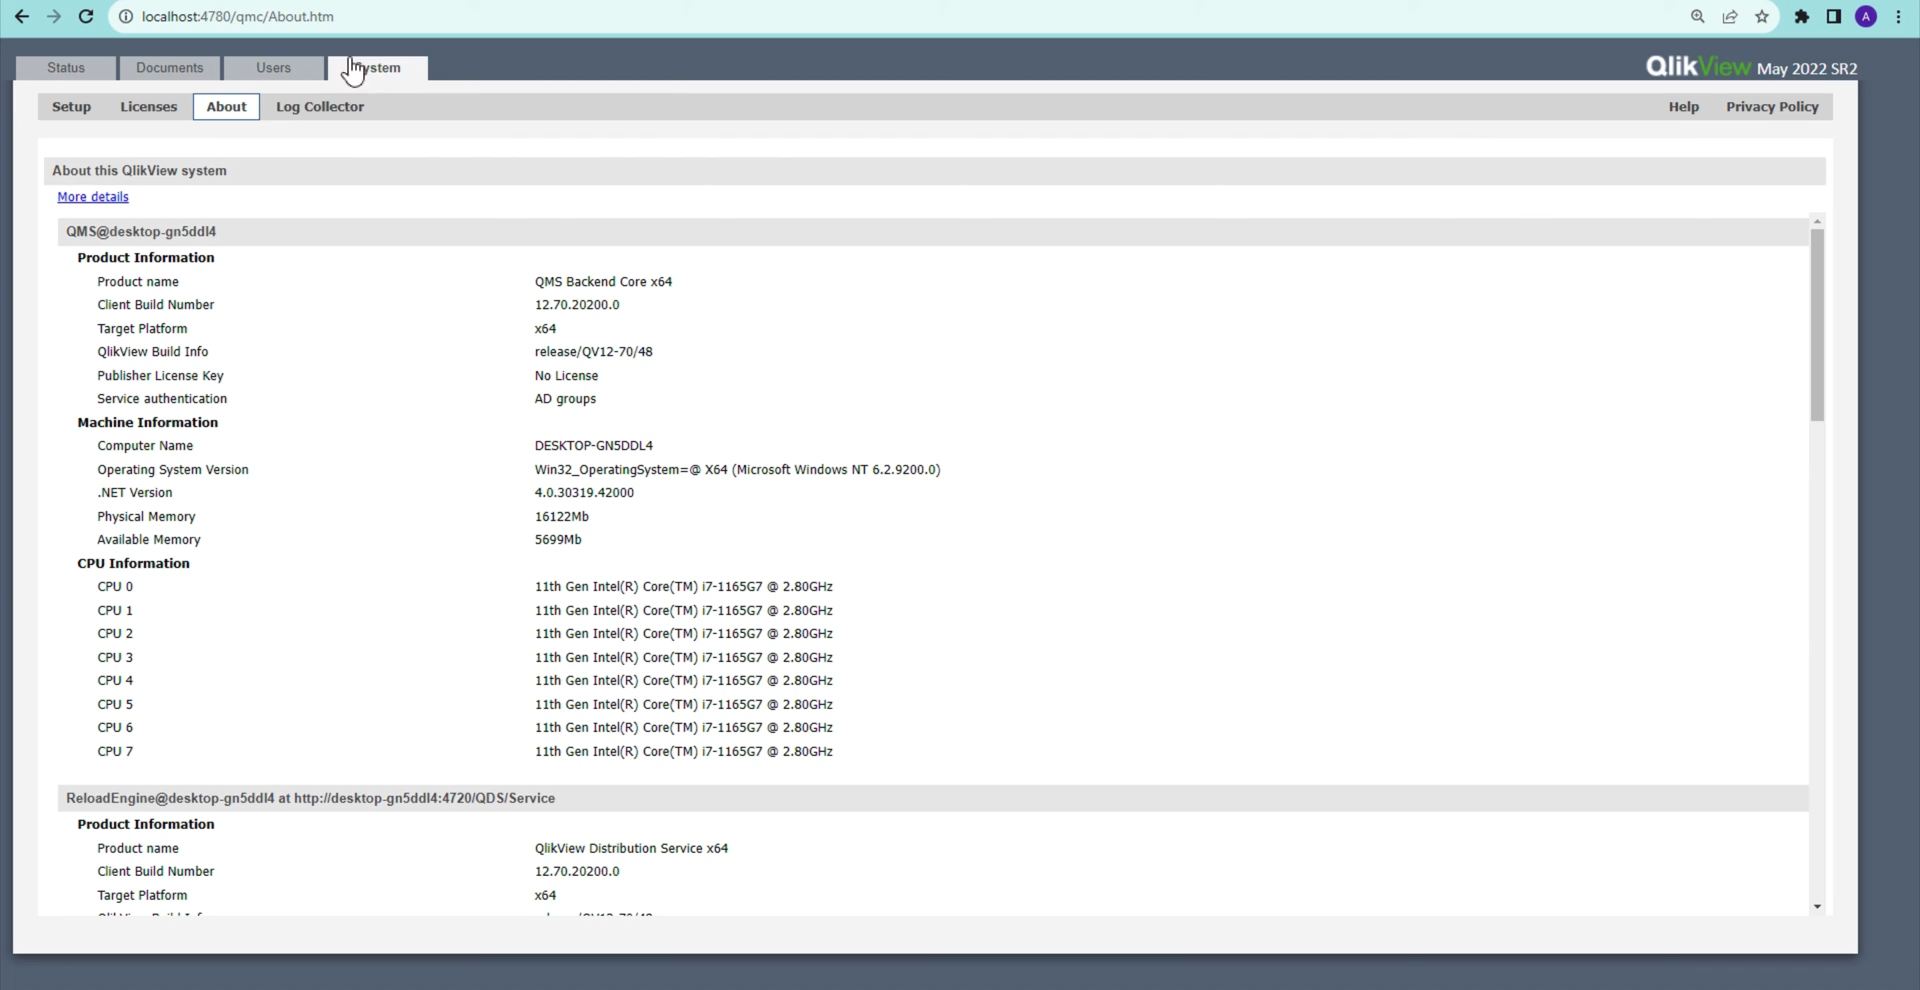 localhost:4780/qmc/About.htm
A
Status Documents Users System
QlikView May 2022 SR2
Setup Licenses About Log Collector Help Privacy Policy
About this QlikView system
More details
QMS@desktop-gn5ddl4
Product Information
Product name QMS Backend Core x64
Client Build Number 12.70.20200.0
Target Platform x64
QlikView Build Info release/QV12-70/48
Publisher License Key No License
Service authentication AD groups
Machine Information
Computer Name DESKTOP-GN5DDL4
Operating System Version Win32_OperatingSystem=@ X64 (Microsoft Windows NT 6.2.9200.0)
.NET Version 4.0.30319.42000
Physical Memory 16122Mb
Available Memory 5699Mb
CPU Information
CPU 0 11th Gen Intel(R) Core(TM) i7-1165G7 @ 2.80GHz
CPU 1 11th Gen Intel(R) Core(TM) i7-1165G7 @ 2.80GHz
CPU 2 11th Gen Intel(R) Core(TM) i7-1165G7 @ 2.80GHz
CPU 3 11th Gen Intel(R) Core(TM) i7-1165G7 @ 2.80GHz
CPU 4 11th Gen Intel(R) Core(TM) i7-1165G7 @ 2.80GHz
CPU 5 11th Gen Intel(R) Core(TM) i7-1165G7 @ 2.80GHz
CPU 6 11th Gen Intel(R) Core(TM) i7-1165G7 @ 2.80GHz
CPU 7 11th Gen Intel(R) Core(TM) i7-1165G7 @ 2.80GHz
ReloadEngine@desktop-gn5ddl4 at http://desktop-gn5ddl4:4720/QDS/Service
Product Information
Product name QlikView Distribution Service x64
Client Build Number 12.70.20200.0
Target Platform x64